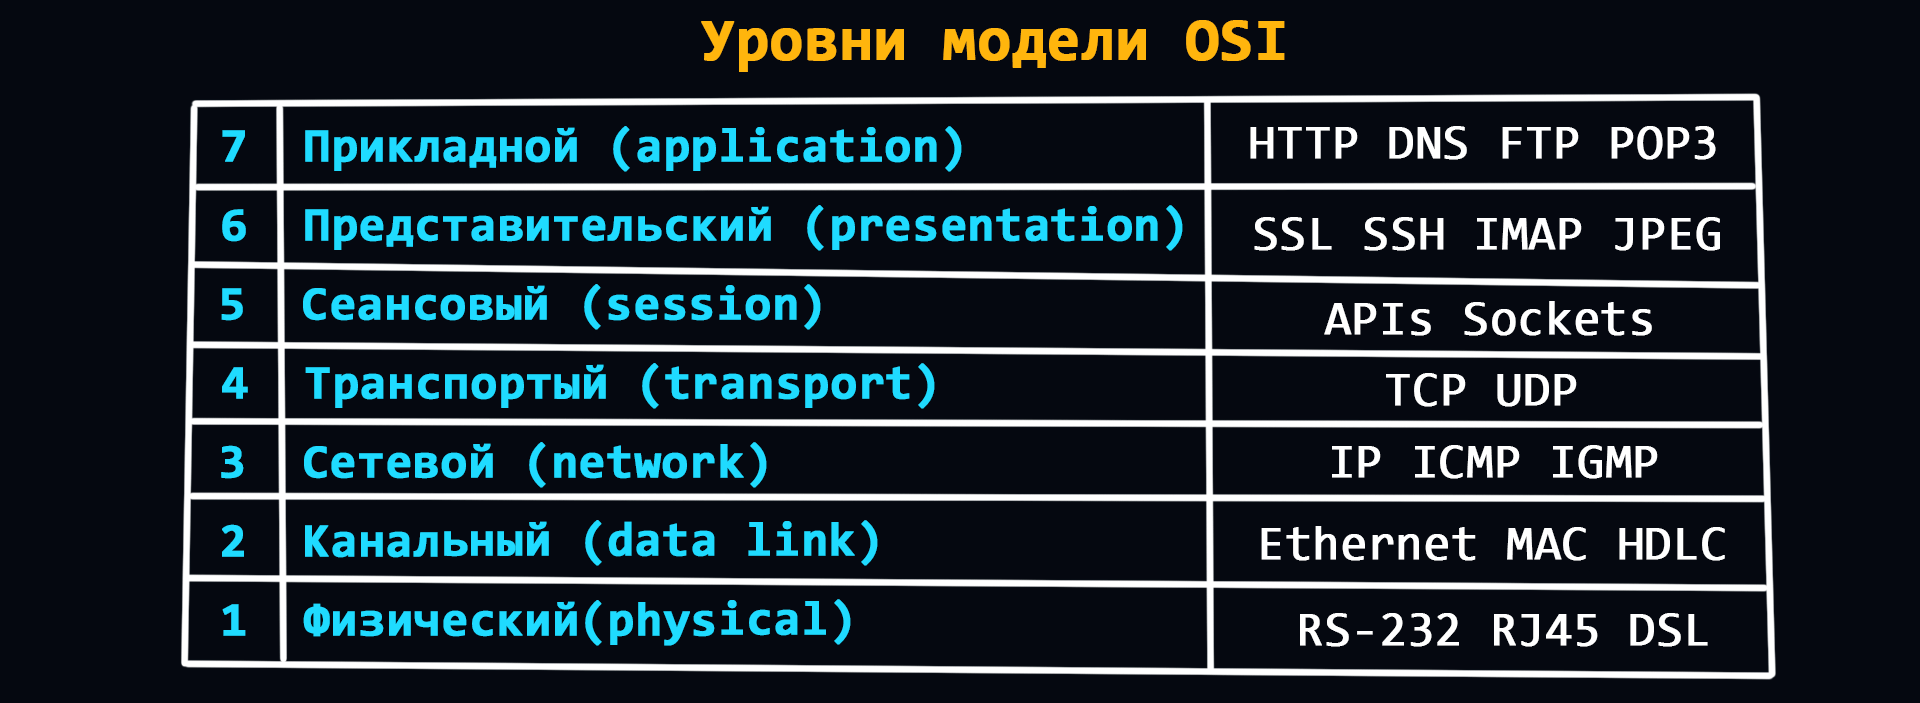 Уровни модели OSI
7 Прикладной (application) HTTP DNS FTP POP3
6 Представительский (presentation) SSL SSH IMAP JPEG
5 Сеансовый (session) APIs Sockets
4 Транспортый (transport) TCP UDP
3 Сетевой (network) IP ICMP IGMP
2 Канальный (data link) Ethernet MAC HDLC
1 Физический(physical) RS-232 RJ45 DSL